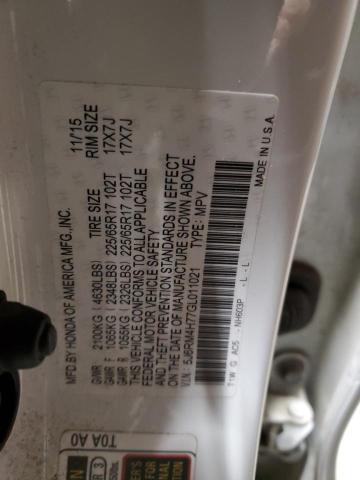 MFD. BY HONDA OF AMERICA MFG., INC. 11/15
TIRE SIZE RIM SIZE
GVWR 2100KG (4630LBS)
GAWR F 1065KG (2348LBS) 225/65R17 102T 17X7J
GAWR R 1055KG (2326LBS) 225/65R17 102T 17X7J
THIS VEHICLE CONFORMS TO ALL APPLICABLE
FEDERAL MOTOR VEHICLE SAFETY
AND THEFT PREVENTION STANDARDS IN EFFECT
ON THE DATE OF MANUFACTURE SHOWN ABOVE.
V.I.N.: 5J6RM4H77GL011021 TYPE: MPV
T1W G AC5 - NH603P - L - L MADE IN U.S.A.
T0A A0